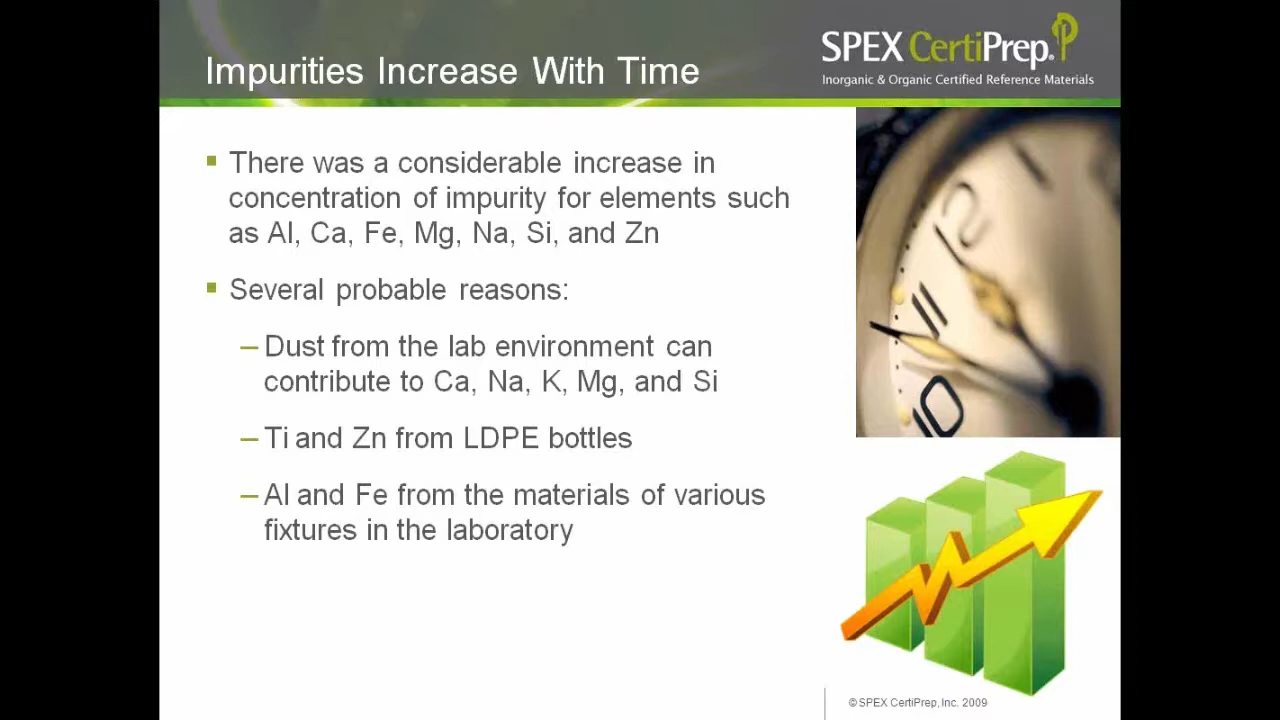 Impurities Increase With Time
SPEX CertiPrep.®
Inorganic & Organic Certified Reference Materials
▪ There was a considerable increase in
concentration of impurity for elements such
as Al, Ca, Fe, Mg, Na, Si, and Zn
▪ Several probable reasons:
– Dust from the lab environment can
contribute to Ca, Na, K, Mg, and Si
– Ti and Zn from LDPE bottles
– Al and Fe from the materials of various
fixtures in the laboratory
2
11
10
© SPEX CertiPrep, Inc. 2009